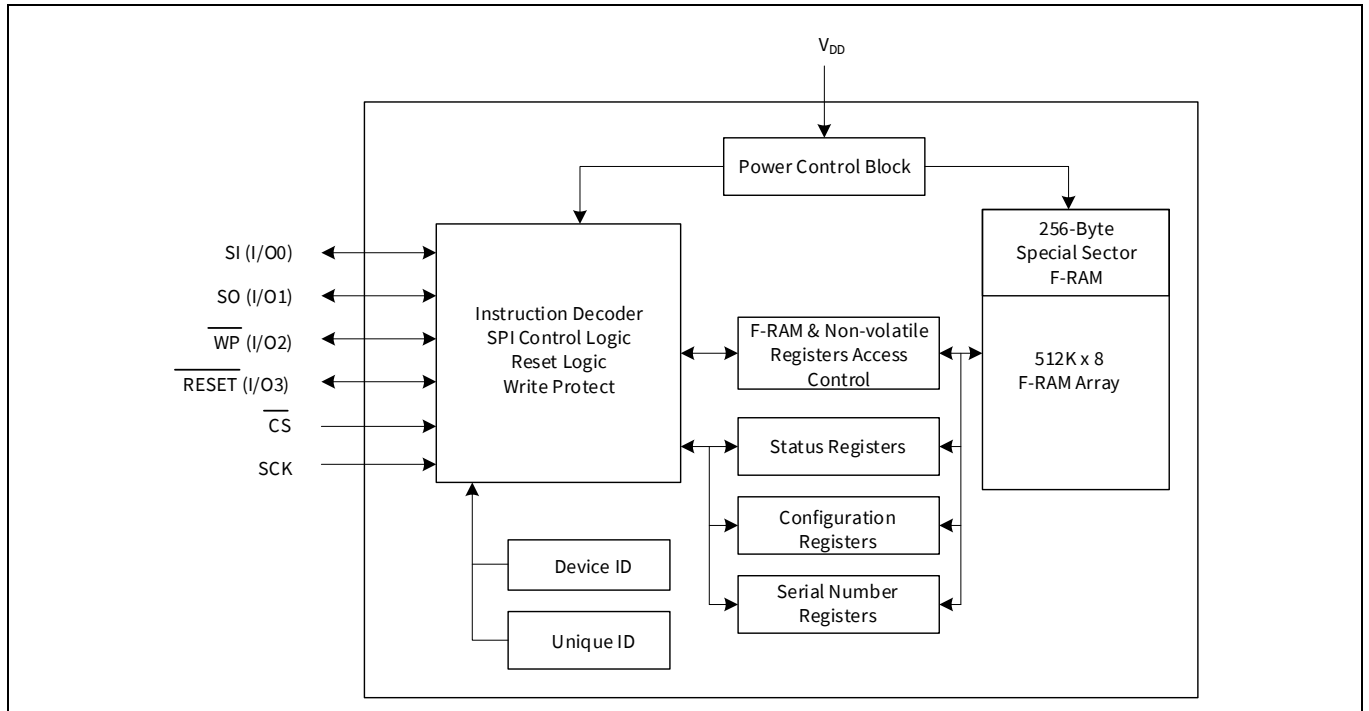 VDD
Power Control Block
256-Byte
Special Sector
F-RAM
SI (I/O0)
SO (I/O1)
WP (I/O2)
RESET (I/O3)
CS
SCK
Instruction Decoder
SPI Control Logic
Reset Logic
Write Protect
F-RAM & Non-volatile
Registers Access
Control
512K x 8
F-RAM Array
Status Registers
Configuration
Registers
Serial Number
Registers
Device ID
Unique ID